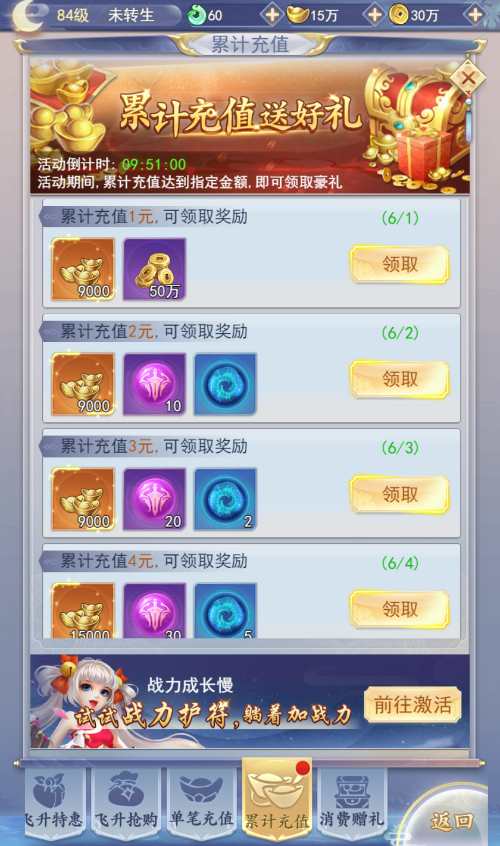 84级 未转生 60 15万 30万
累计充值
累计充值送好礼
活动倒计时: 09:51:00
活动期间,累计充值达到指定金额,即可领取豪礼
累计充值1元,可领取奖励 (6/1)
9000 50万 领取
累计充值2元,可领取奖励 (6/2)
9000 10 领取
累计充值3元,可领取奖励 (6/3)
9000 20 2 领取
累计充值4元,可领取奖励 (6/4)
15000 30 5 领取
战力成长慢
试试战力护符,躺着加战力 前往激活
飞升特惠 飞升抢购 单笔充值 累计充值 消费赠礼 返回